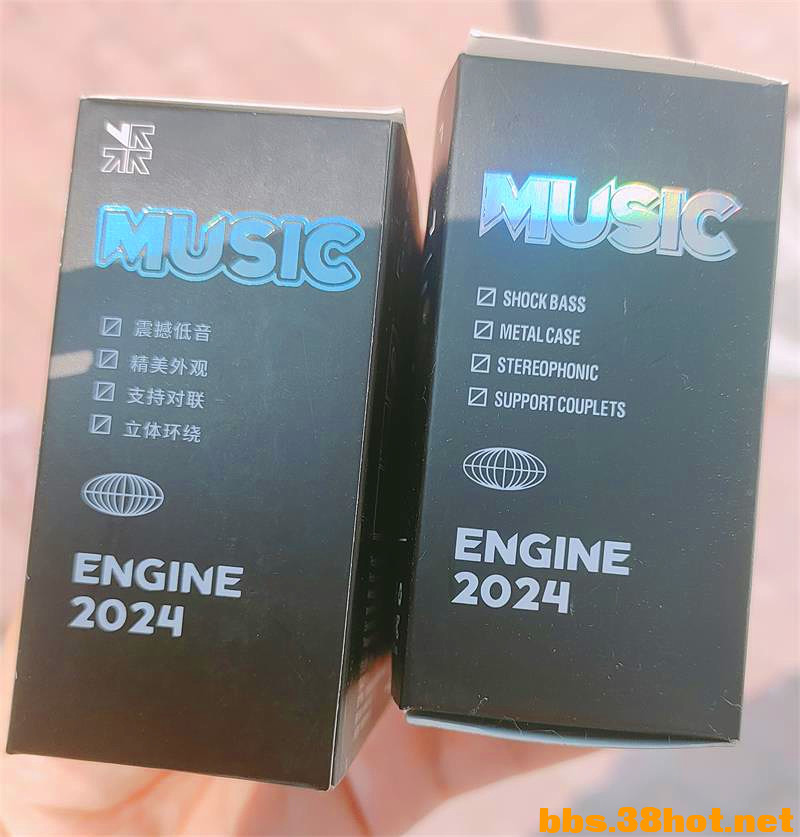 MUSIC
震撼低音
精美外观
支持对联
立体环绕
ENGINE
2024
MUSIC
SHOCK BASS
METAL CASE
STEREOPHONIC
SUPPORT COUPLETS
ENGINE
2024
bbs.38hot.net